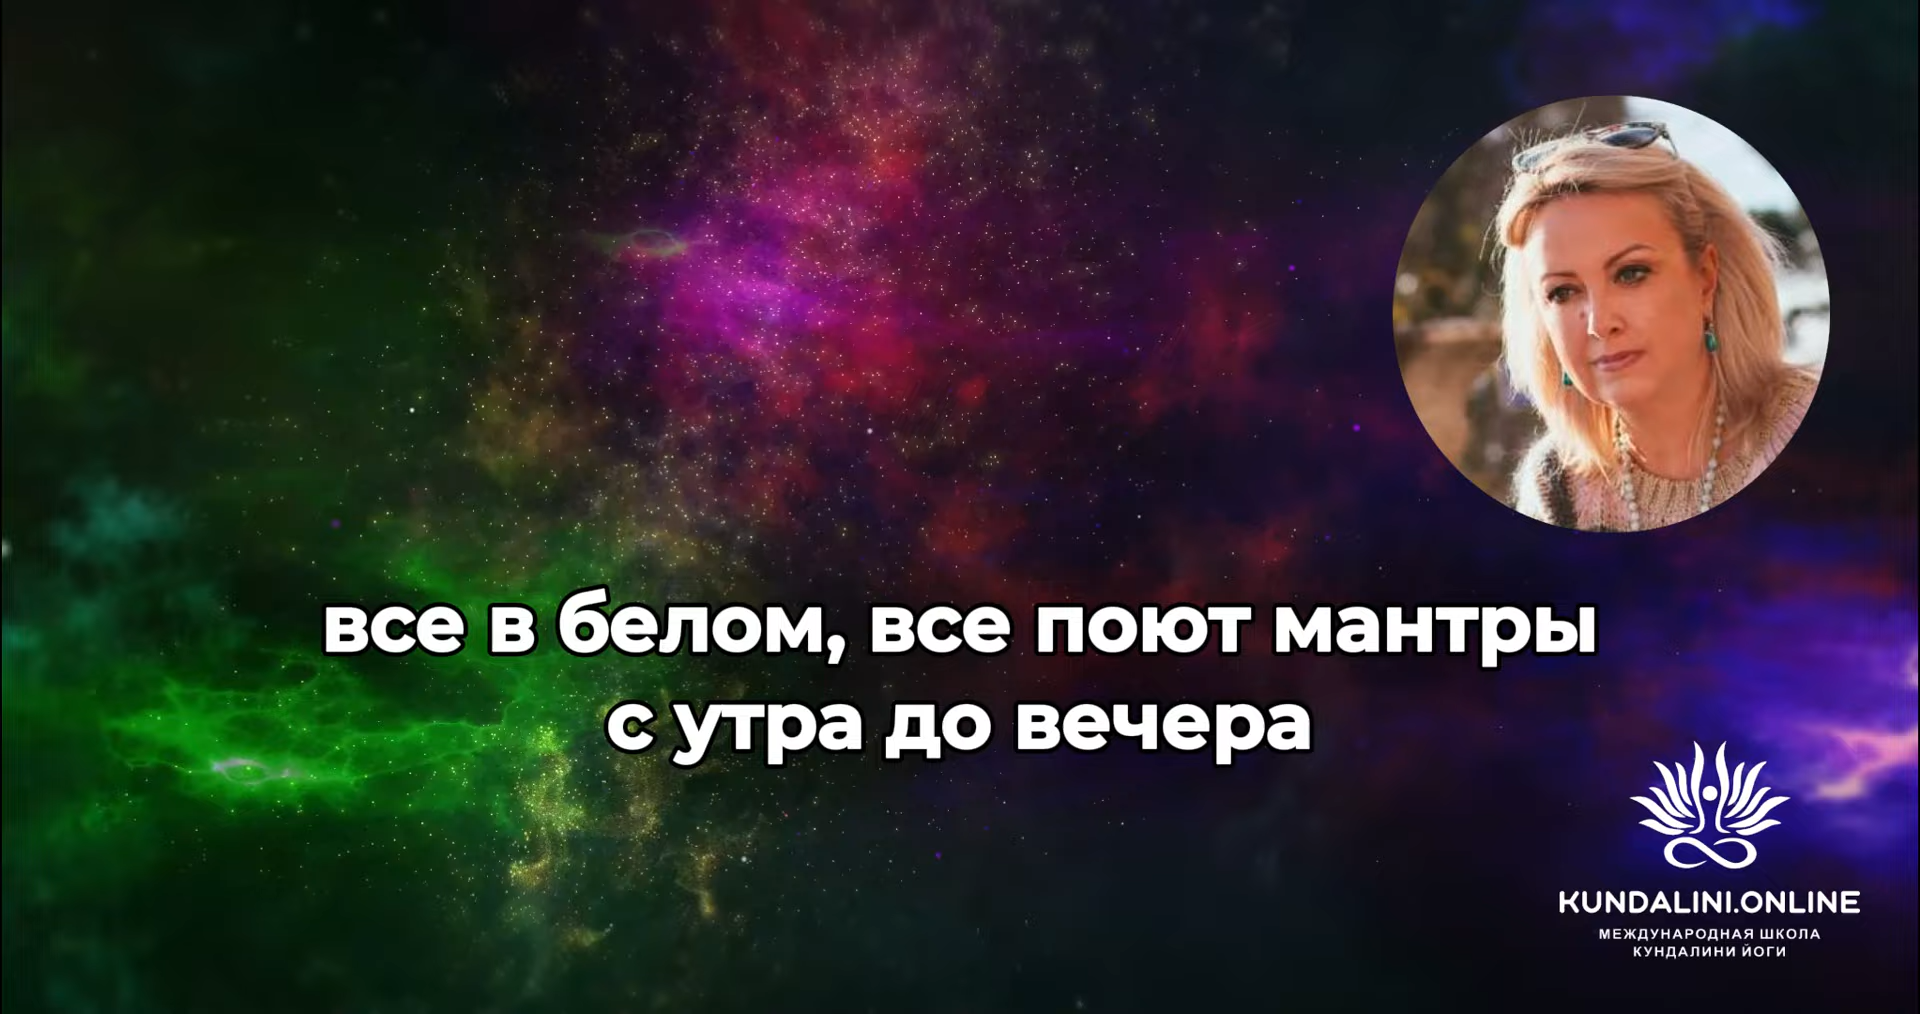 все в белом, все поют мантры
с утра до вечера
KUNDALINI.ONLINE
МЕЖДУНАРОДНАЯ ШКОЛА
КУНДАЛИНИ ЙОГИ